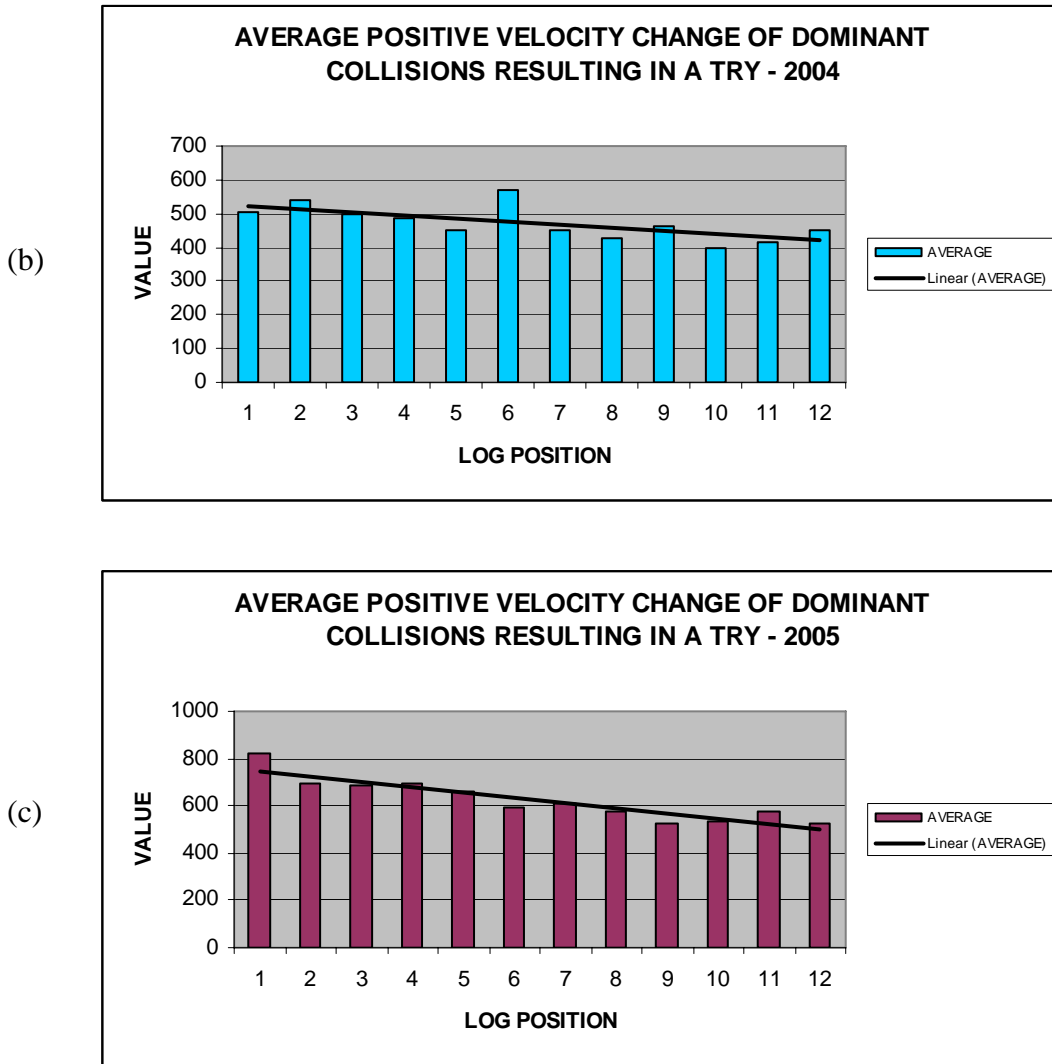 (b)
AVERAGE POSITIVE VELOCITY CHANGE OF DOMINANT
COLLISIONS RESULTING IN A TRY - 2004
VALUE
700
600
500
400
300
200
100
0
1 2 3 4 5 6 7 8 9 10 11 12
LOG POSITION
AVERAGE
Linear (AVERAGE)
(c)
AVERAGE POSITIVE VELOCITY CHANGE OF DOMINANT
COLLISIONS RESULTING IN A TRY - 2005
VALUE
1000
800
600
400
200
0
1 2 3 4 5 6 7 8 9 10 11 12
LOG POSITION
AVERAGE
Linear (AVERAGE)